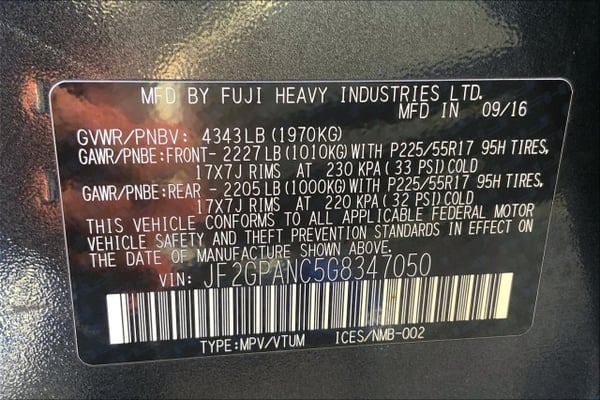 MFD BY FUJI HEAVY INDUSTRIES LTD.
MFD IN 09/16
GVWR/PNBV: 4343LB (1970KG)
GAWR/PNBE:FRONT- 2227LB (1010KG) WITH P225/55R17 95H TIRES,
17X7J RIMS AT 230 KPA (33 PSI) COLD
GAWR/PNBE:REAR - 2205LB (1000KG) WITH P225/55R17 95H TIRES,
17X7J RIMS AT 220 KPA (32 PSI) COLD
THIS VEHICLE CONFORMS TO ALL APPLICABLE FEDERAL MOTOR
VEHICLE SAFETY AND THEFT PREVENTION STANDARDS IN EFFECT ON
THE DATE OF MANUFACTURE SHOWN ABOVE.
VIN: JF2GPANC5G8347050
TYPE:MPV/VTUM ICES/NMB-002